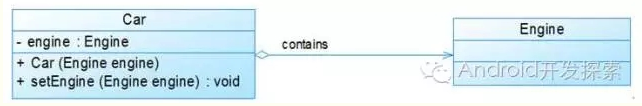 Car
- engine : Engine
+ Car (Engine engine)
+ setEngine (Engine engine) : void
contains
Engine
Android开发探索